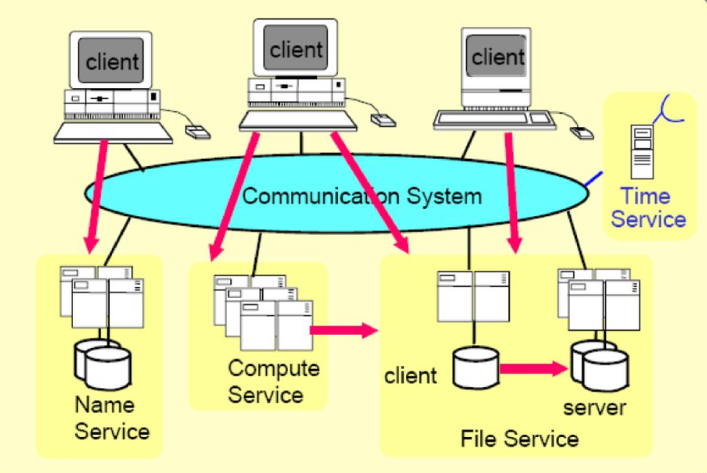 client
client
client
Communication System
Time
Service
Name
Service
Compute
Service
client
server
File Service